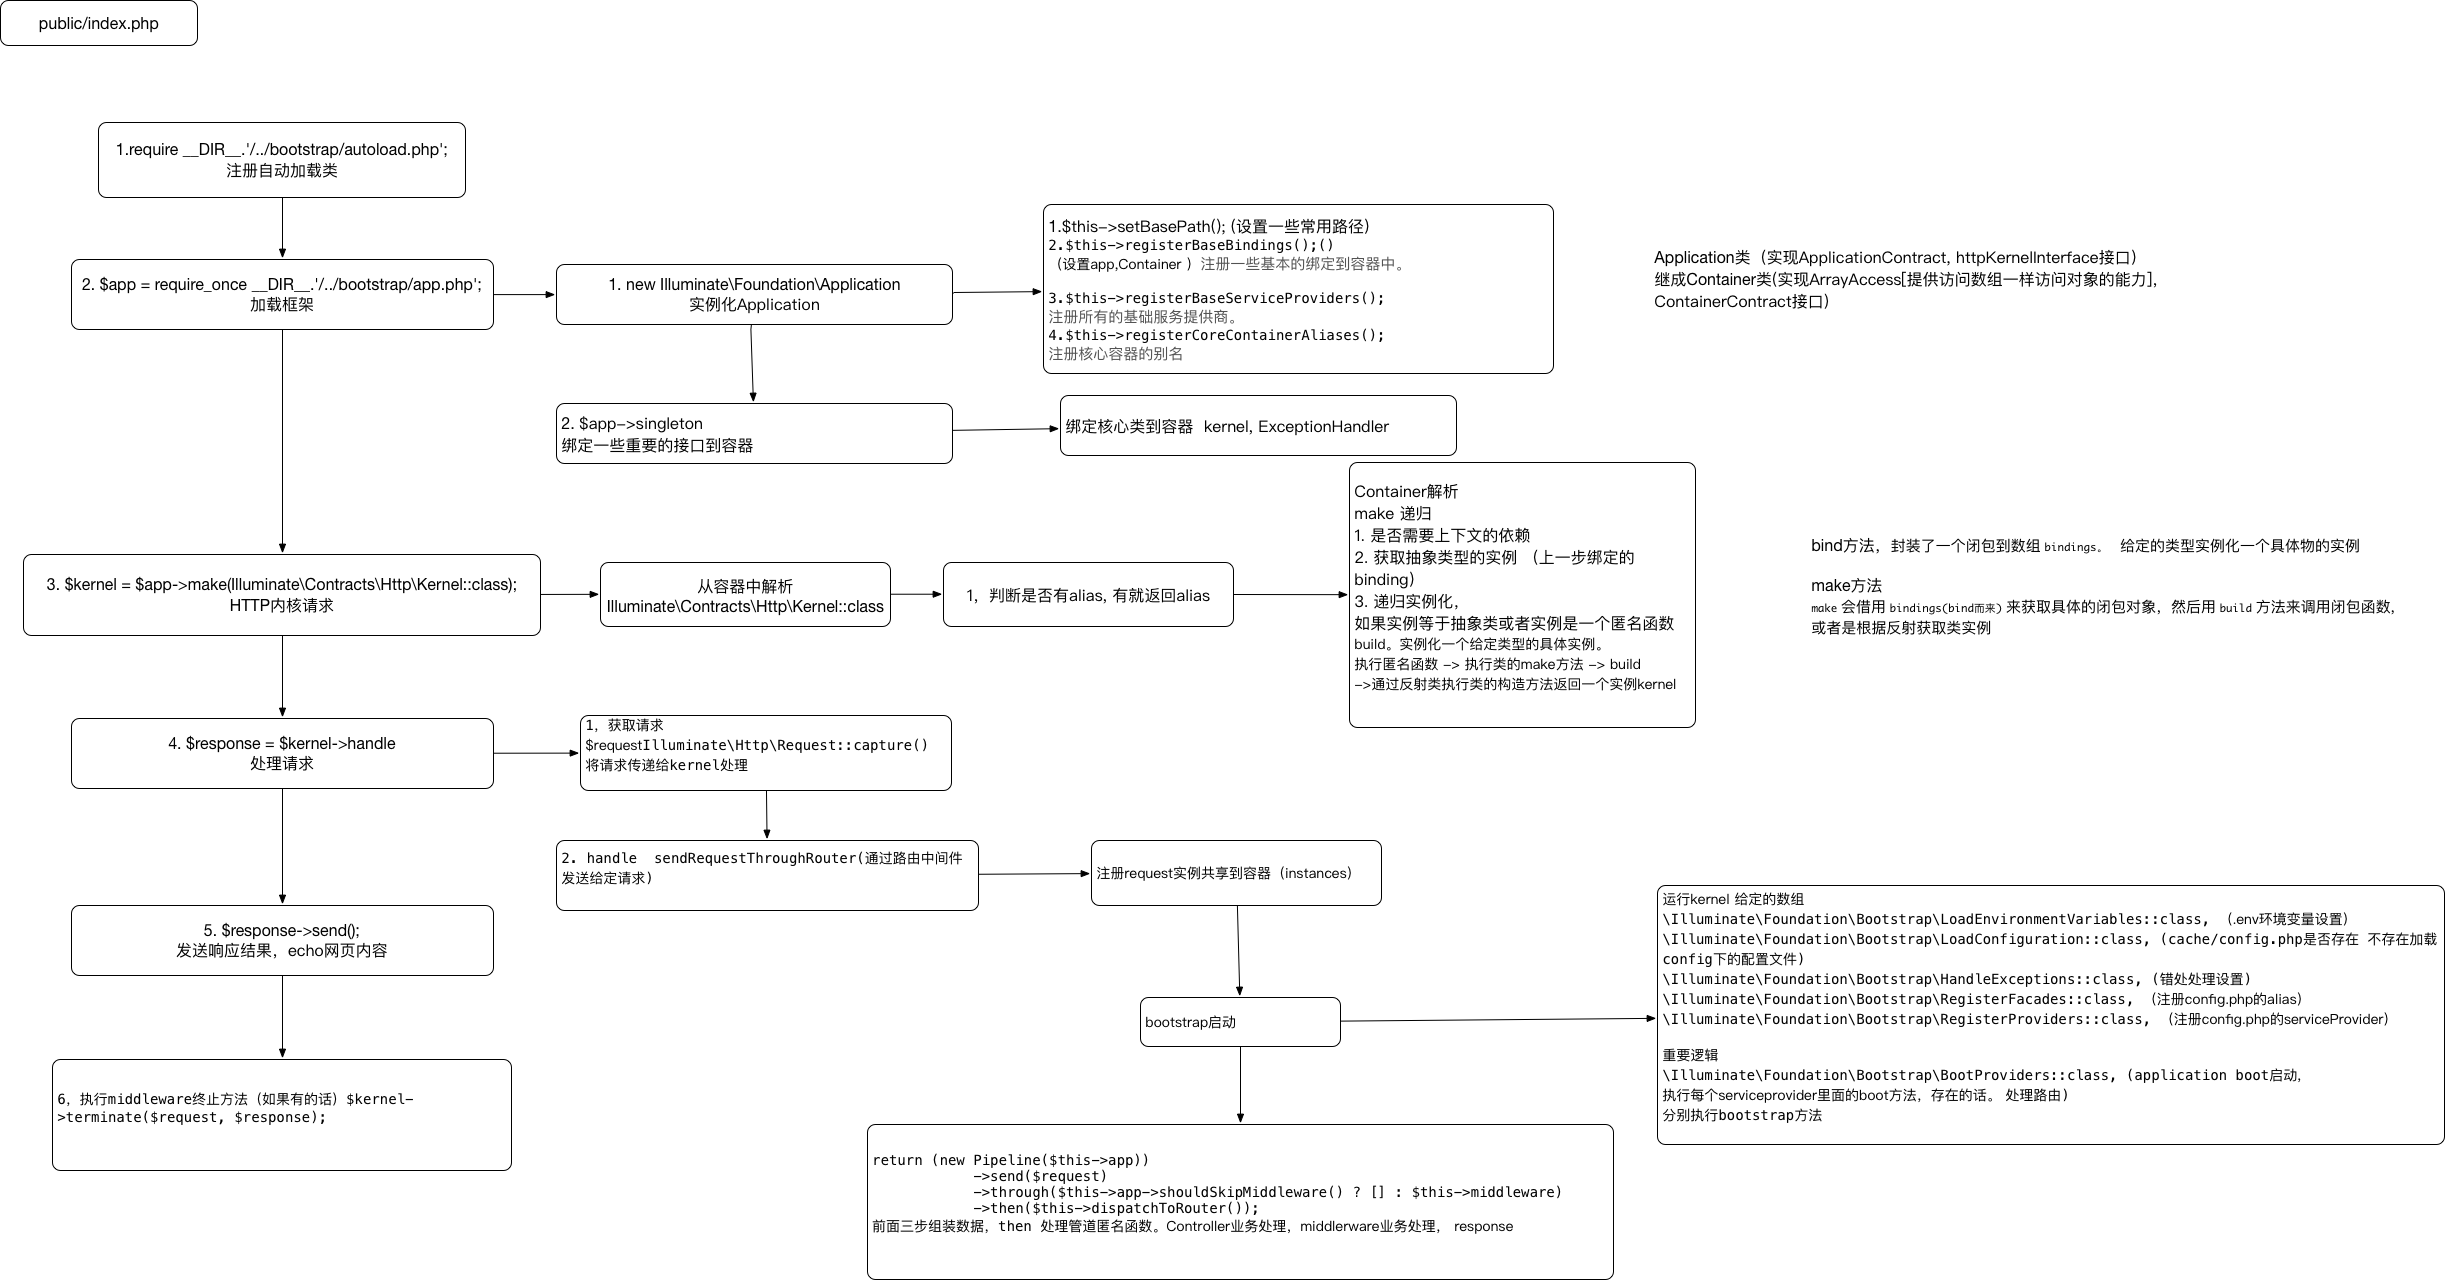 public/index.php
1.require __DIR__.'/../bootstrap/autoload.php';
注册自动加载类
2. $app = require_once __DIR__.'/../bootstrap/app.php';
加载框架
1. new Illuminate\Foundation\Application
实例化Application
1.$this->setBasePath(); (设置一些常用路径)
2.$this->registerBaseBindings();()
（设置app,Container ）注册一些基本的绑定到容器中。
3.$this->registerBaseServiceProviders();
注册所有的基础服务提供商。
4.$this->registerCoreContainerAliases();
注册核心容器的别名
Application类（实现ApplicationContract, httpKernelInterface接口）
继成Container类(实现ArrayAccess[提供访问数组一样访问对象的能力],
ContainerContract接口)
2. $app->singleton
绑定一些重要的接口到容器
绑定核心类到容器 kernel, ExceptionHandler
3. $kernel = $app->make(Illuminate\Contracts\Http\Kernel::class);
HTTP内核请求
从容器中解析
Illuminate\Contracts\Http\Kernel::class
1，判断是否有alias, 有就返回alias
Container解析
make 递归
1. 是否需要上下文的依赖
2. 获取抽象类型的实例 （上一步绑定的
binding）
3. 递归实例化，
如果实例等于抽象类或者实例是一个匿名函数
build。实例化一个给定类型的具体实例。
执行匿名函数 -> 执行类的make方法 -> build
->通过反射类执行类的构造方法返回一个实例kernel
bind方法，封装了一个闭包到数组 bindings。 给定的类型实例化一个具体物的实例
make方法
make 会借用 bindings(bind而来) 来获取具体的闭包对象，然后用 build 方法来调用闭包函数，
或者是根据反射获取类实例
4. $response = $kernel->handle
处理请求
1，获取请求
$requestIlluminate\Http\Request::capture()
将请求传递给kernel处理
2. handle  sendRequestThroughRouter(通过路由中间件
发送给定请求)
注册request实例共享到容器（instances）
5. $response->send();
发送响应结果，echo网页内容
bootstrap启动
运行kernel 给定的数组
\Illuminate\Foundation\Bootstrap\LoadEnvironmentVariables::class, （.env环境变量设置）
\Illuminate\Foundation\Bootstrap\LoadConfiguration::class, (cache/config.php是否存在 不存在加载
config下的配置文件)
\Illuminate\Foundation\Bootstrap\HandleExceptions::class, (错处处理设置)
\Illuminate\Foundation\Bootstrap\RegisterFacades::class, （注册config.php的alias）
\Illuminate\Foundation\Bootstrap\RegisterProviders::class, （注册config.php的serviceProvider）
重要逻辑
\Illuminate\Foundation\Bootstrap\BootProviders::class, (application boot启动，
执行每个serviceprovider里面的boot方法，存在的话。 处理路由)
分别执行bootstrap方法
6，执行middleware终止方法（如果有的话）$kernel-
>terminate($request, $response);
return (new Pipeline($this->app))
->send($request)
->through($this->app->shouldSkipMiddleware() ? [] : $this->middleware)
->then($this->dispatchToRouter());
前面三步组装数据，then 处理管道匿名函数。Controller业务处理，middlerware业务处理， response